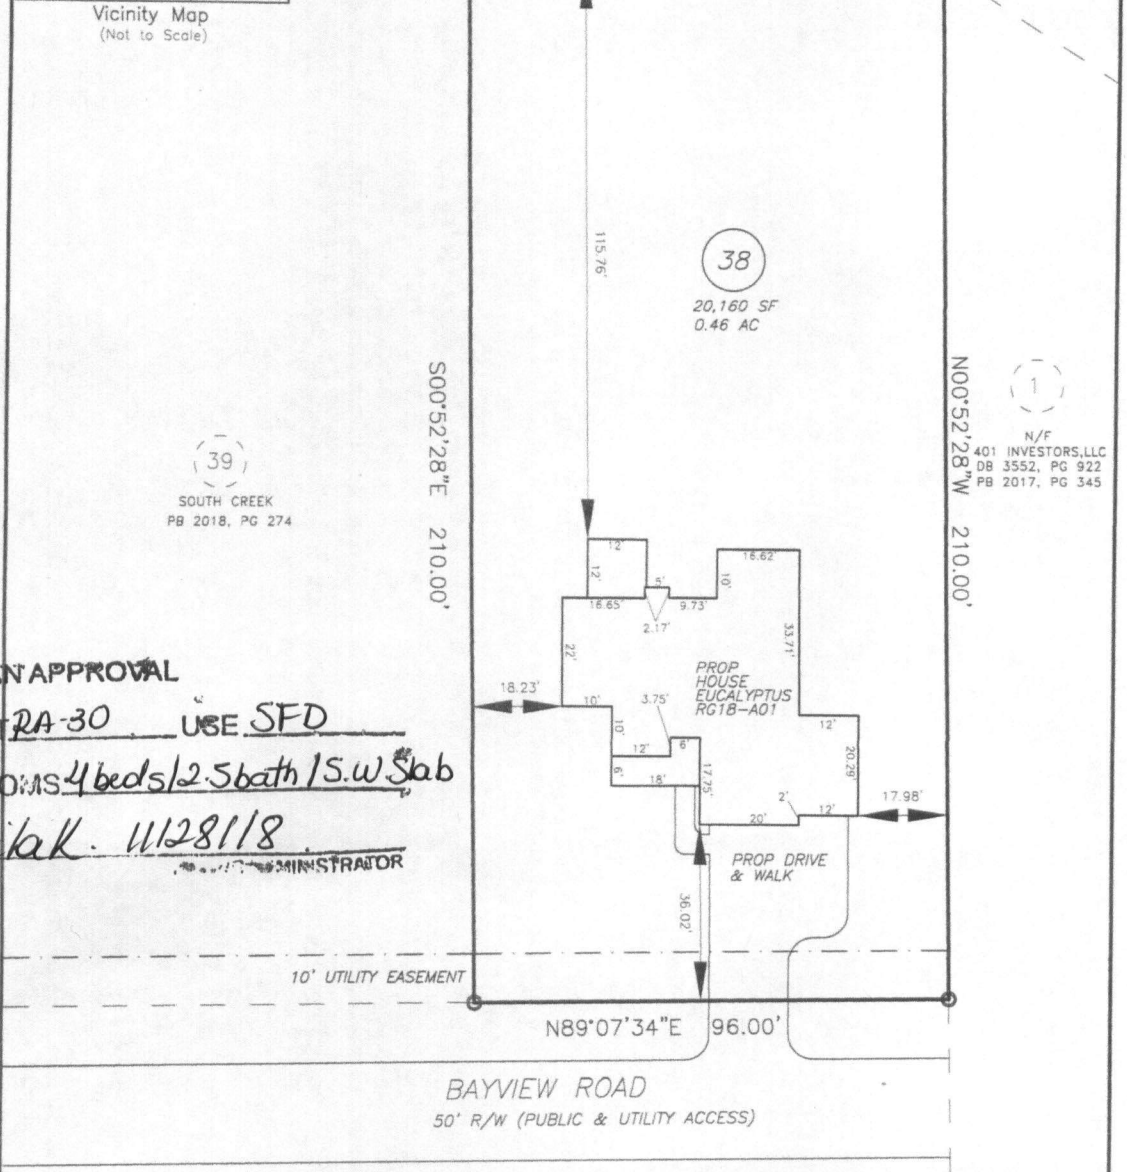 Vicinity Map
(Not to Scale)
115.76'
38
20,160 SF
0.46 AC
S00°52'28"E 210.00'
N00°52'28"W 210.00'
1
N/F
401 INVESTORS,LLC
DB 3552, PG 922
PB 2017, PG 345
39
SOUTH CREEK
PB 2018, PG 274
12'
12'
16.62'
10'
5'
16.65'
9.73'
2.17'
22'
33.71'
PROP
HOUSE
EUCALYPTUS
RG18-A01
18.23'
3.75'
10'
10'
12'
6'
6'
18'
17.75'
12'
20.29'
2'
12'
20'
17.98'
N APPROVAL
RA-30 USE SFD
OMS 4 beds/2.5bath/S.W Slab
11/28/18
MINISTRATOR
PROP DRIVE
& WALK
36.02'
10' UTILITY EASEMENT
N89°07'34"E 96.00'
BAYVIEW ROAD
50' R/W (PUBLIC & UTILITY ACCESS)